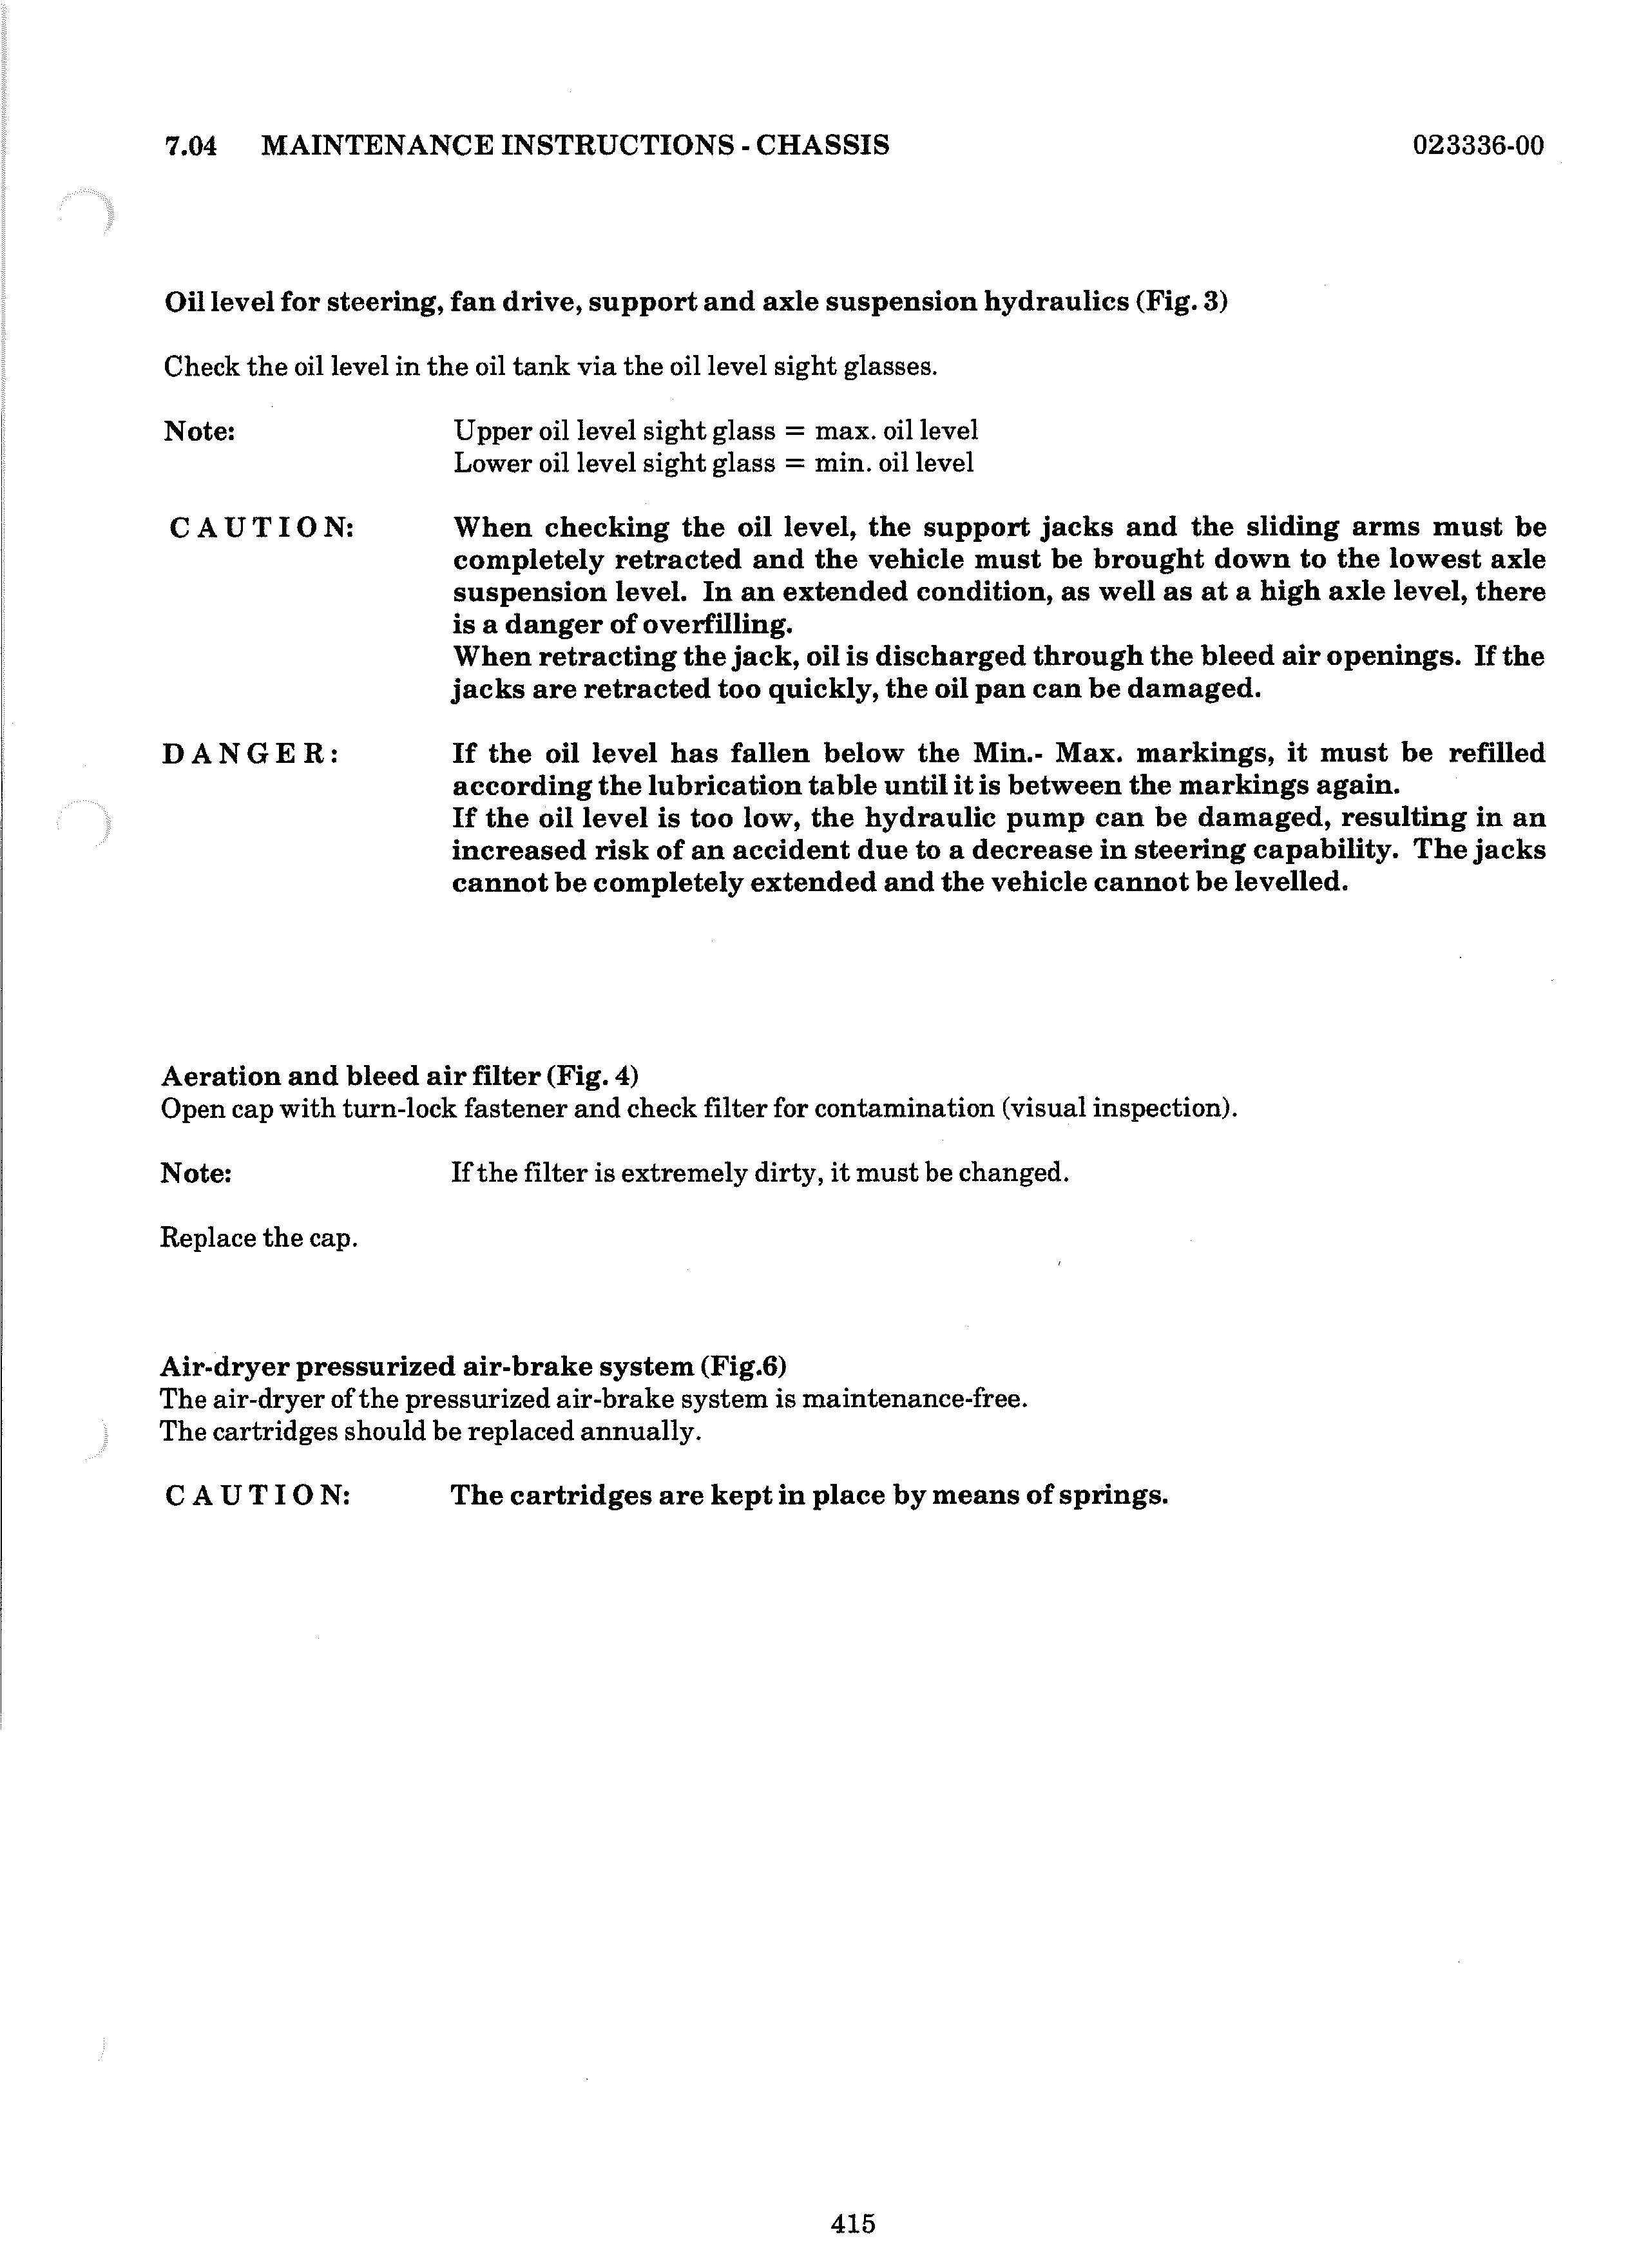 7.04 MAINTENANCE INSTRUCTIONS - CHASSIS 023336-00
Oil level for steering, fan drive, support and axle suspension hydraulics (Fig. 3)
Check the oil level in the oil tank via the oil level sight glasses.
Note: Upper oil level sight glass = max. oil level
Lower oil level sight glass = min. oil level
CAUTION: When checking the oil level, the support jacks and the sliding arms must be
completely retracted and the vehicle must be brought down to the lowest axle
suspension level. In an extended condition, as well as at a high axle level, there
is a danger of overfilling.
When retracting the jack, oil is discharged through the bleed air openings. If the
jacks are retracted too quickly, the oil pan can be damaged.
DANGER: If the oil level has fallen below the Min.- Max. markings, it must be refilled
according the lubrication table until it is between the markings again.
If the oil level is too low, the hydraulic pump can be damaged, resulting in an
increased risk of an accident due to a decrease in steering capability. The jacks
cannot be completely extended and the vehicle cannot be levelled.
Aeration and bleed air filter (Fig. 4)
Open cap with turn-lock fastener and check filter for contamination (visual inspection).
Note: If the filter is extremely dirty, it must be changed.
Replace the cap.
Air-dryer pressurized air-brake system (Fig.6)
The air-dryer of the pressurized air-brake system is maintenance-free.
The cartridges should be replaced annually.
CAUTION: The cartridges are kept in place by means of springs.
415